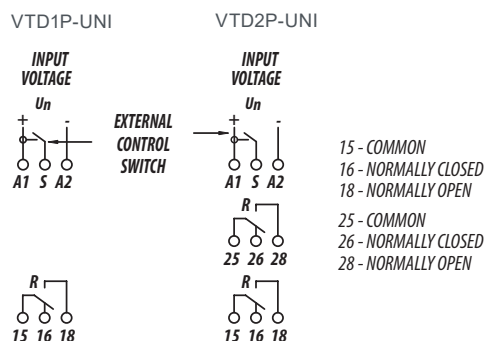 VTD1P-UNI
VTD2P-UNI
INPUT
VOLTAGE
Un
+ -
A1 S A2
EXTERNAL
CONTROL
SWITCH
INPUT
VOLTAGE
Un
+ -
A1 S A2
R
25 26 28
15 - COMMON
16 - NORMALLY CLOSED
18 - NORMALLY OPEN
25 - COMMON
26 - NORMALLY CLOSED
28 - NORMALLY OPEN
R
15 16 18
R
15 16 18